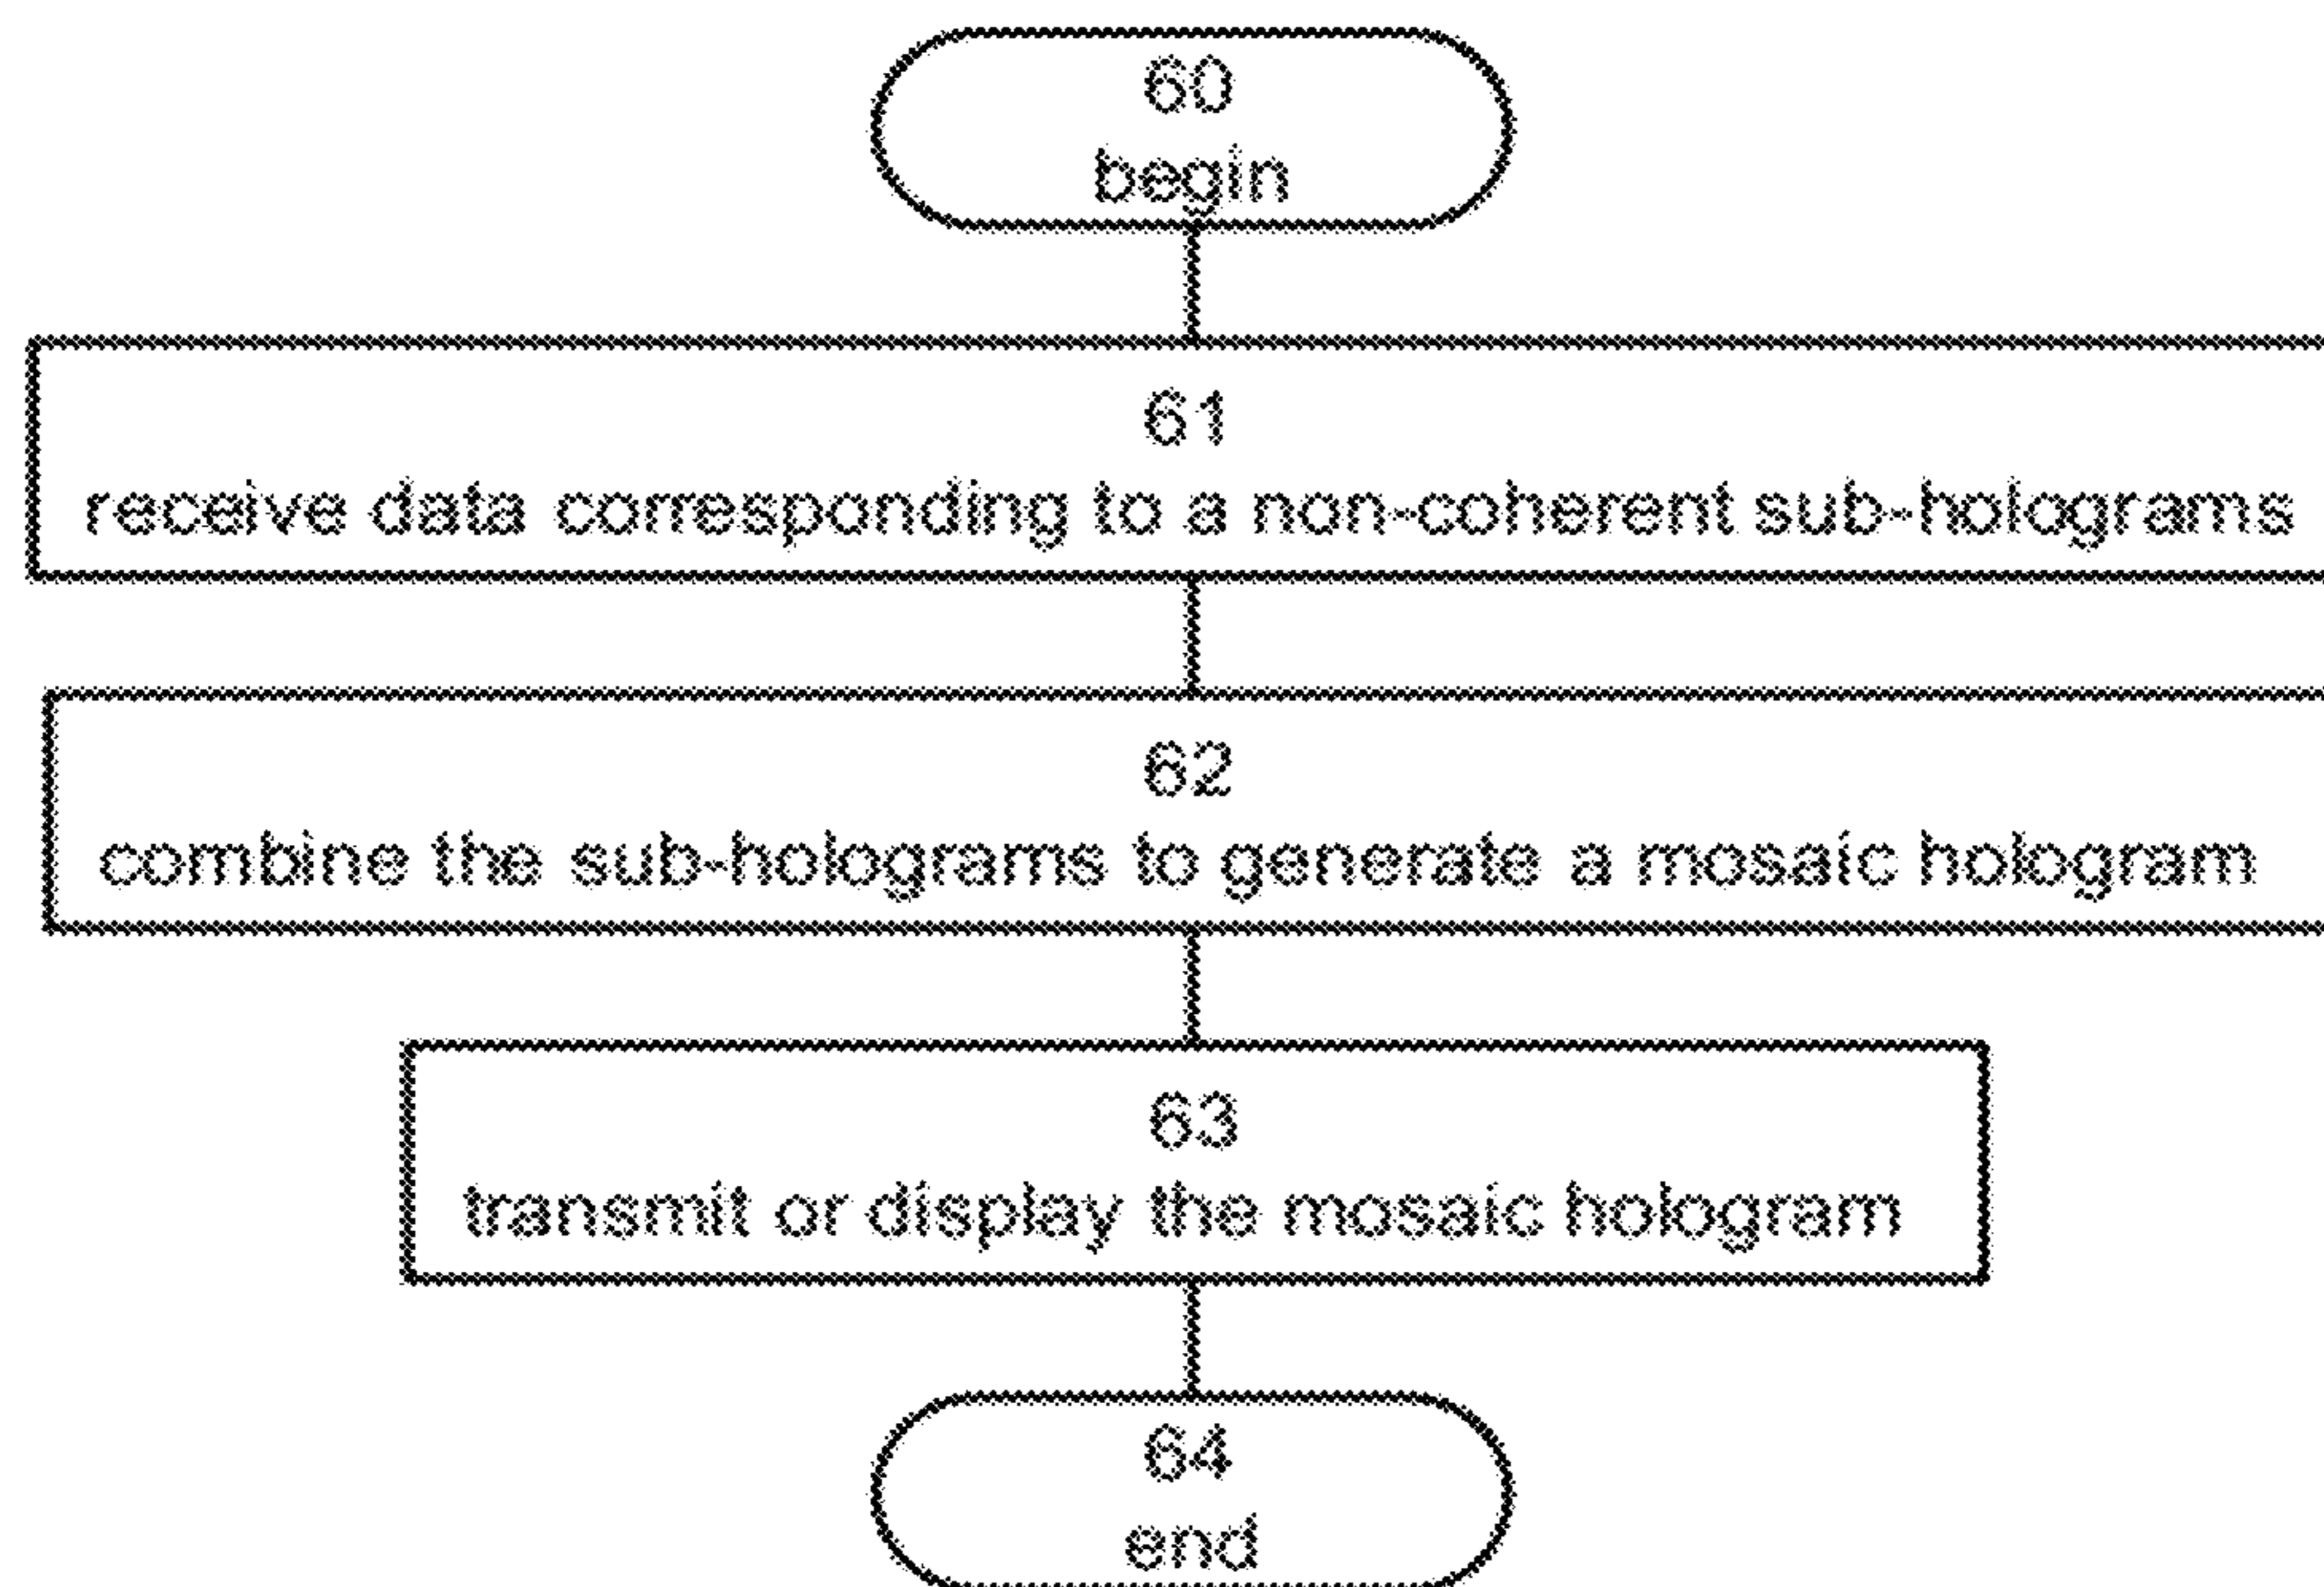 60
begin
61
receive data corresponding to a non-coherent sub-holograms
62
combine the sub-holograms to generate a mosaic hologram
63
transmit or display the mosaic hologram
64
end